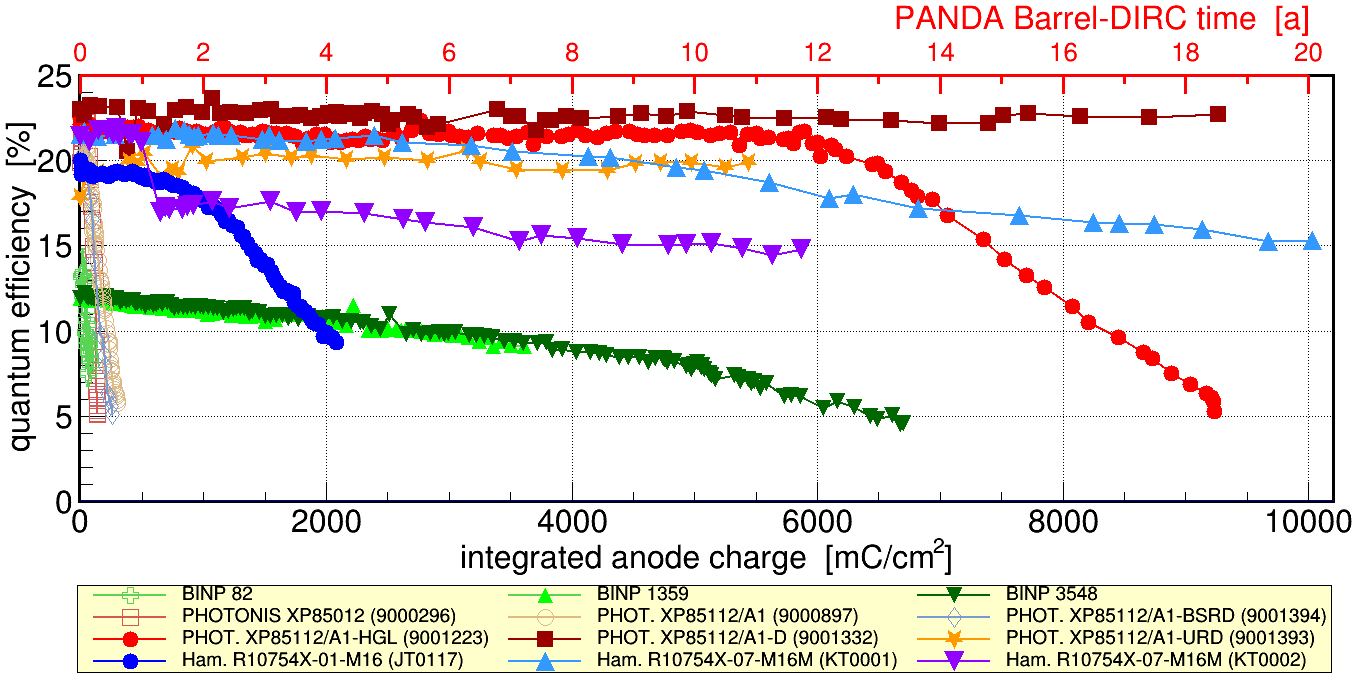 PANDA Barrel-DIRC time [a]
0 2 4 6 8 10 12 14 16 18 20
25
20
15
10
5
0
quantum efficiency [%]
0 2000 4000 6000 8000 10000
integrated anode charge [mC/cm²]
BINP 82 BINP 1359 BINP 3548
PHOTONIS XP85012 (9000296) PHOT. XP85112/A1 (9000897) PHOT. XP85112/A1-BSRD (9001394)
PHOT. XP85112/A1-HGL (9001223) PHOT. XP85112/A1-D (9001332) PHOT. XP85112/A1-URD (9001393)
Ham. R10754X-01-M16 (JT0117) Ham. R10754X-07-M16M (KT0001) Ham. R10754X-07-M16M (KT0002)